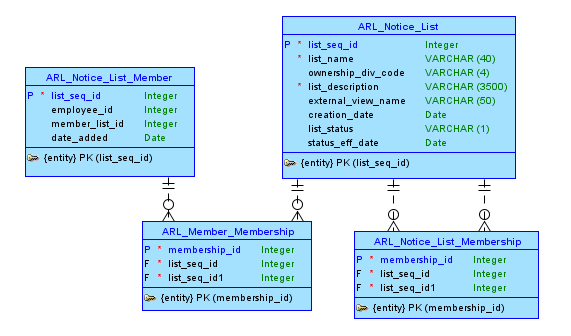 ARL_Notice_List
P * list_seq_id Integer
* list_name VARCHAR (40)
ownership_div_code VARCHAR (4)
* list_description VARCHAR (3500)
external_view_name VARCHAR (50)
creation_date Date
list_status VARCHAR (1)
status_eff_date Date
{entity} PK (list_seq_id)
ARL_Notice_List_Member
P * list_seq_id Integer
employee_id Integer
member_list_id Integer
date_added Date
{entity} PK (list_seq_id)
ARL_Member_Membership
P * membership_id Integer
F * list_seq_id Integer
F * list_seq_id1 Integer
{entity} PK (membership_id)
ARL_Notice_List_Membership
P * membership_id Integer
F * list_seq_id Integer
F * list_seq_id1 Integer
{entity} PK (membership_id)